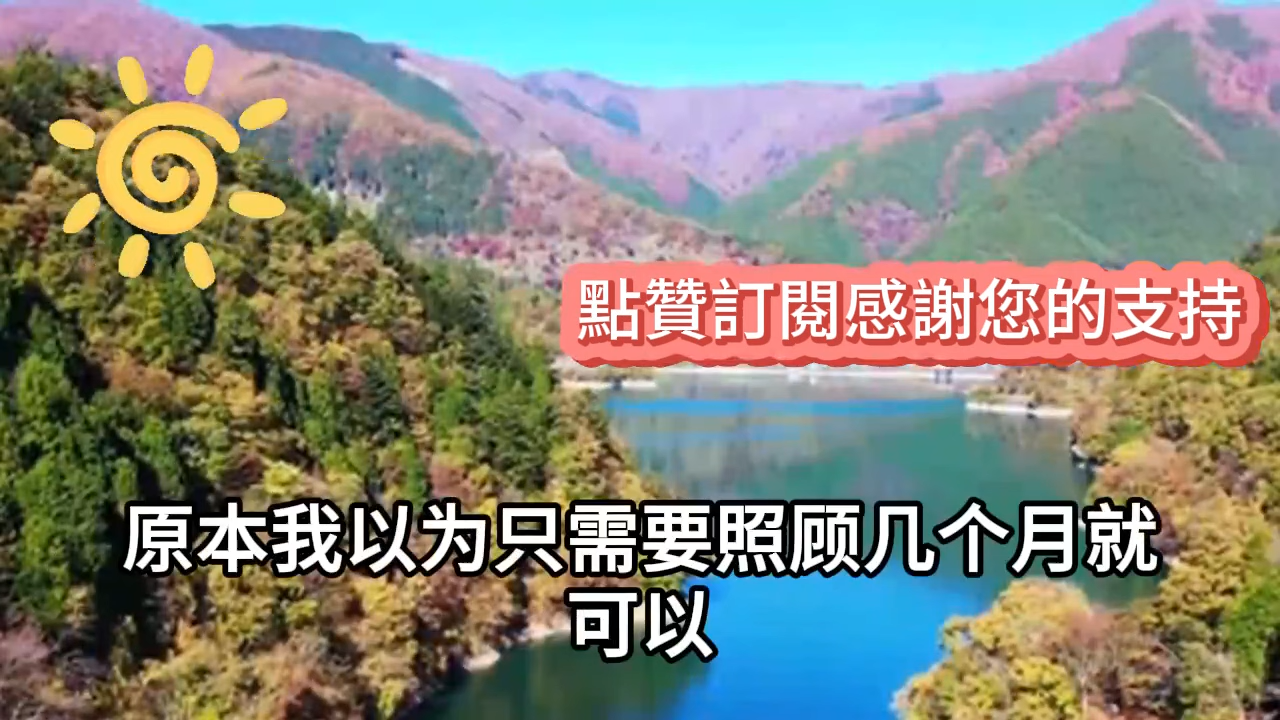 點贊訂閱感謝您的支持
原本我以为只需要照顾几个月就
可以